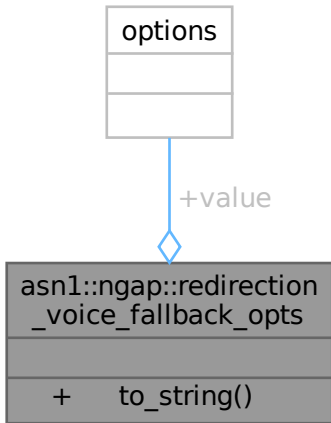 options
+value
asn1::ngap::redirection
_voice_fallback_opts
+ to_string()